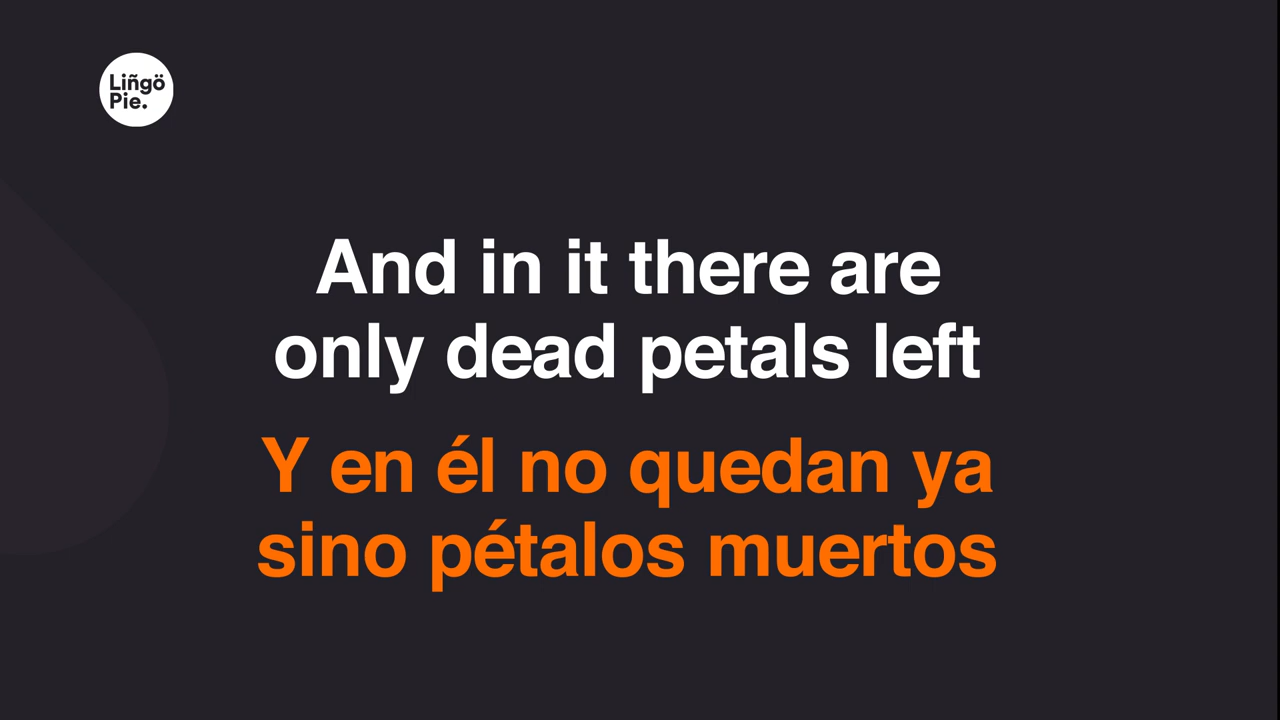 Liñgö
Pie.
And in it there are
only dead petals left
Y en él no quedan ya
sino pétalos muertos